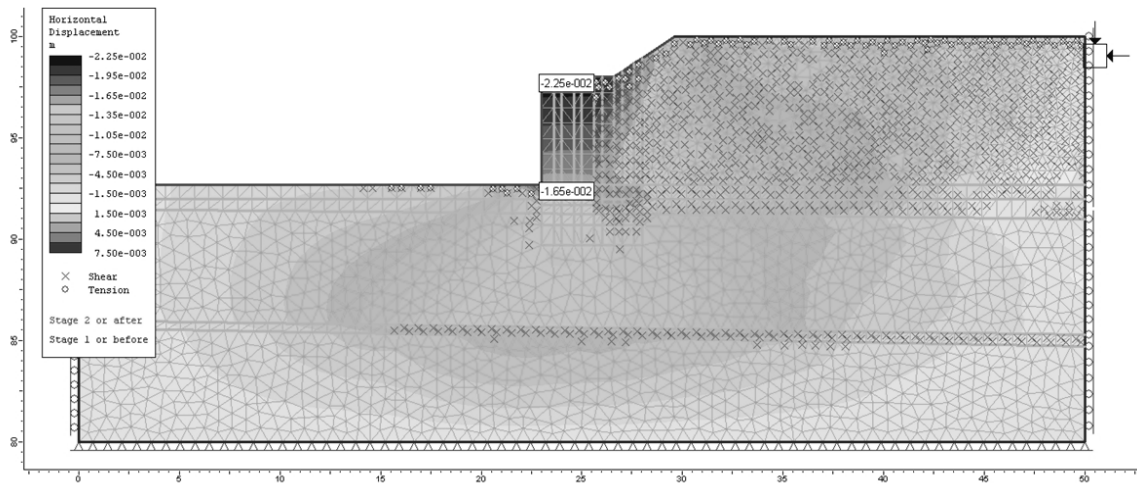 Horizontal
Displacement
m
-2.25e-002
-1.95e-002
-1.65e-002
-1.35e-002
-1.05e-002
-7.50e-003
-4.50e-003
-1.50e-003
1.50e-003
4.50e-003
7.50e-003
Shear
Tension
Stage 2 or after
Stage 1 or before
-2.25e-002
-1.65e-002
100
95
90
85
80
0 5 10 15 20 25 30 35 40 45 50